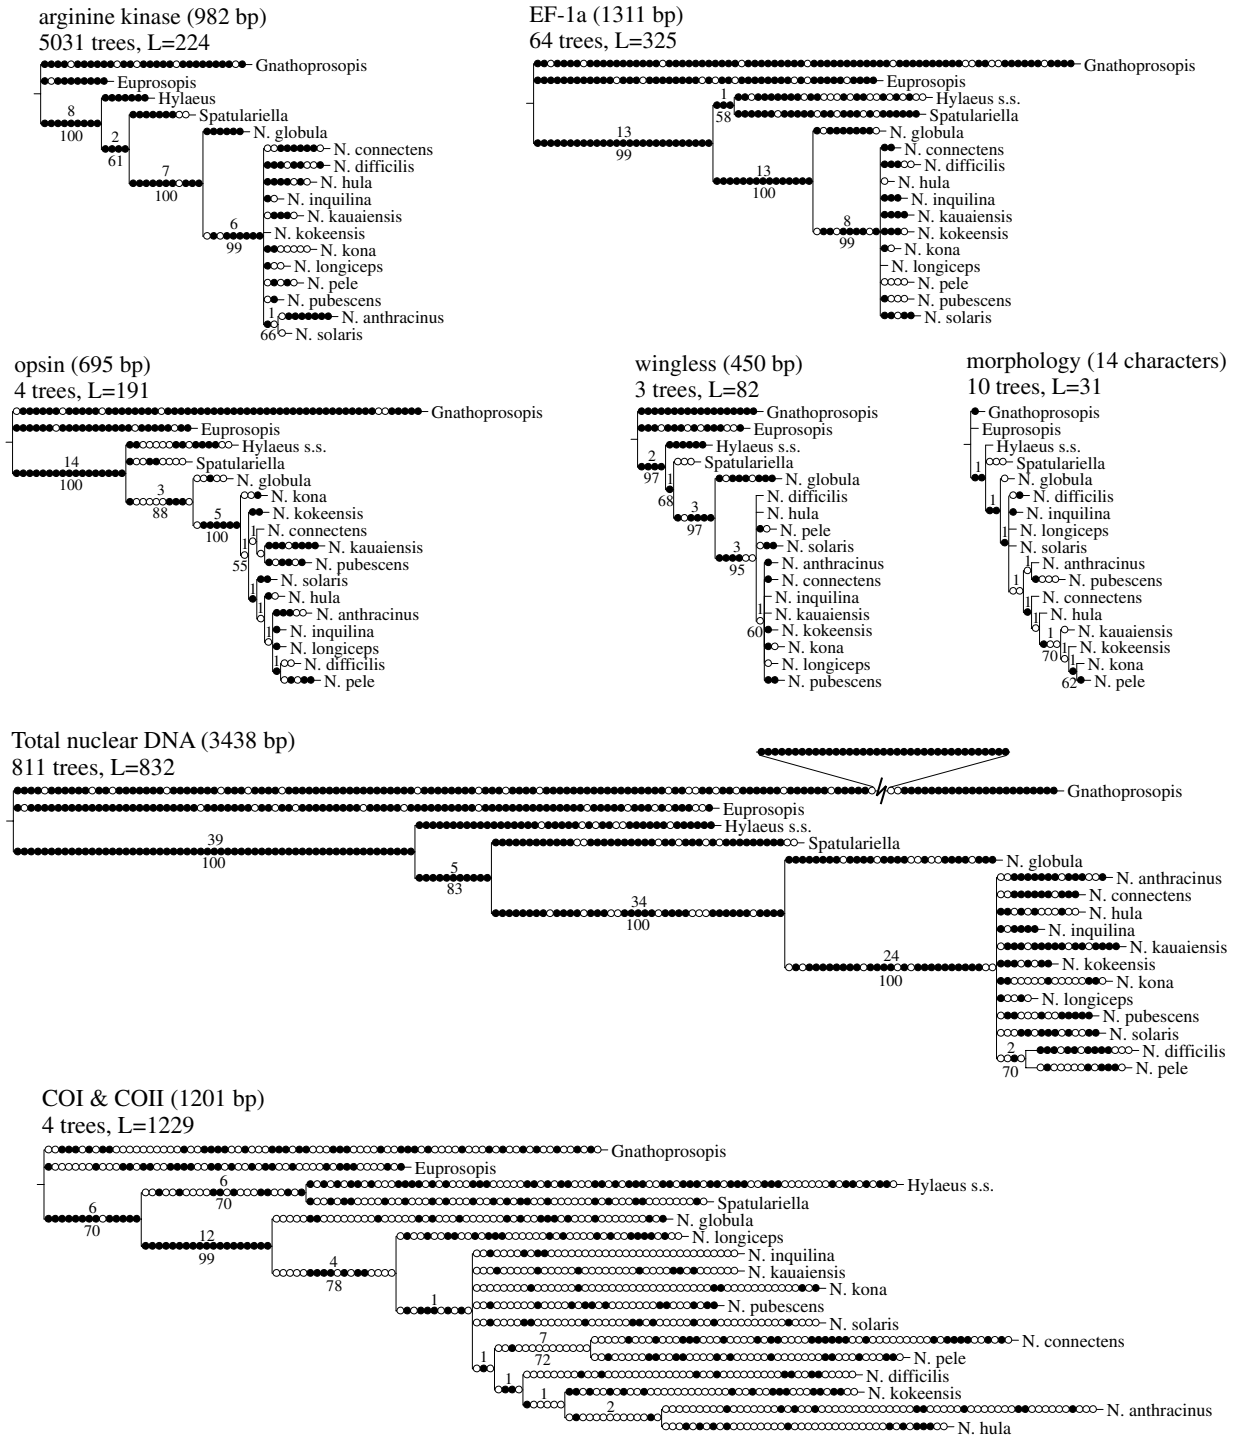 arginine kinase (982 bp)
5031 trees, L=224
Gnathoprosopis
Euprosopis
Hylaeus
8
100
Spatulariella
2
61
N. globula
7
100
N. connectens
N. difficilis
N. hula
N. inquilina
N. kauaiensis
6
99
N. kokeensis
N. kona
N. longiceps
N. pele
N. pubescens
1
66
N. anthracinus
N. solaris
EF-1a (1311 bp)
64 trees, L=325
Gnathoprosopis
Euprosopis
1
58
Hylaeus s.s.
Spatulariella
13
99
N. globula
N. connectens
N. difficilis
13
100
N. hula
N. inquilina
N. kauaiensis
8
99
N. kokeensis
N. kona
N. longiceps
N. pele
N. pubescens
N. solaris
opsin (695 bp)
4 trees, L=191
Gnathoprosopis
Euprosopis
Hylaeus s.s.
Spatulariella
14
100
N. globula
3
88
N. kona
N. kokeensis
5
100
1
N. connectens
N. kauaiensis
1
55
N. pubescens
N. solaris
1
N. hula
1
N. anthracinus
N. inquilina
1
N. longiceps
1
N. difficilis
N. pele
wingless (450 bp)
3 trees, L=82
Gnathoprosopis
Euprosopis
Hylaeus s.s.
2
97
Spatulariella
1
68
N. globula
N. difficilis
3
97
N. hula
N. pele
N. solaris
3
95
N. anthracinus
N. connectens
N. inquilina
N. kauaiensis
1
60
N. kokeensis
N. kona
N. longiceps
N. pubescens
morphology (14 characters)
10 trees, L=31
Gnathoprosopis
Euprosopis
Hylaeus s.s.
Spatulariella
1
N. globula
N. difficilis
1
N. inquilina
N. longiceps
1
N. solaris
N. anthracinus
1
N. pubescens
1
N. connectens
1
N. hula
1
N. kauaiensis
1
70
N. kokeensis
1
N. kona
1
62
N. pele
Total nuclear DNA (3438 bp)
811 trees, L=832
Gnathoprosopis
Euprosopis
Hylaeus s.s.
39
100
Spatulariella
N. globula
5
83
N. anthracinus
N. connectens
34
100
N. hula
N. inquilina
N. kauaiensis
24
100
N. kokeensis
N. kona
N. longiceps
N. pubescens
N. solaris
2
70
N. difficilis
N. pele
COI & COII (1201 bp)
4 trees, L=1229
Gnathoprosopis
Euprosopis
6
70
Hylaeus s.s.
Spatulariella
6
70
N. globula
N. longiceps
12
99
N. inquilina
4
78
N. kauaiensis
N. kona
1
N. pubescens
N. solaris
7
72
N. connectens
N. pele
1
N. difficilis
1
N. kokeensis
1
2
N. anthracinus
N. hula